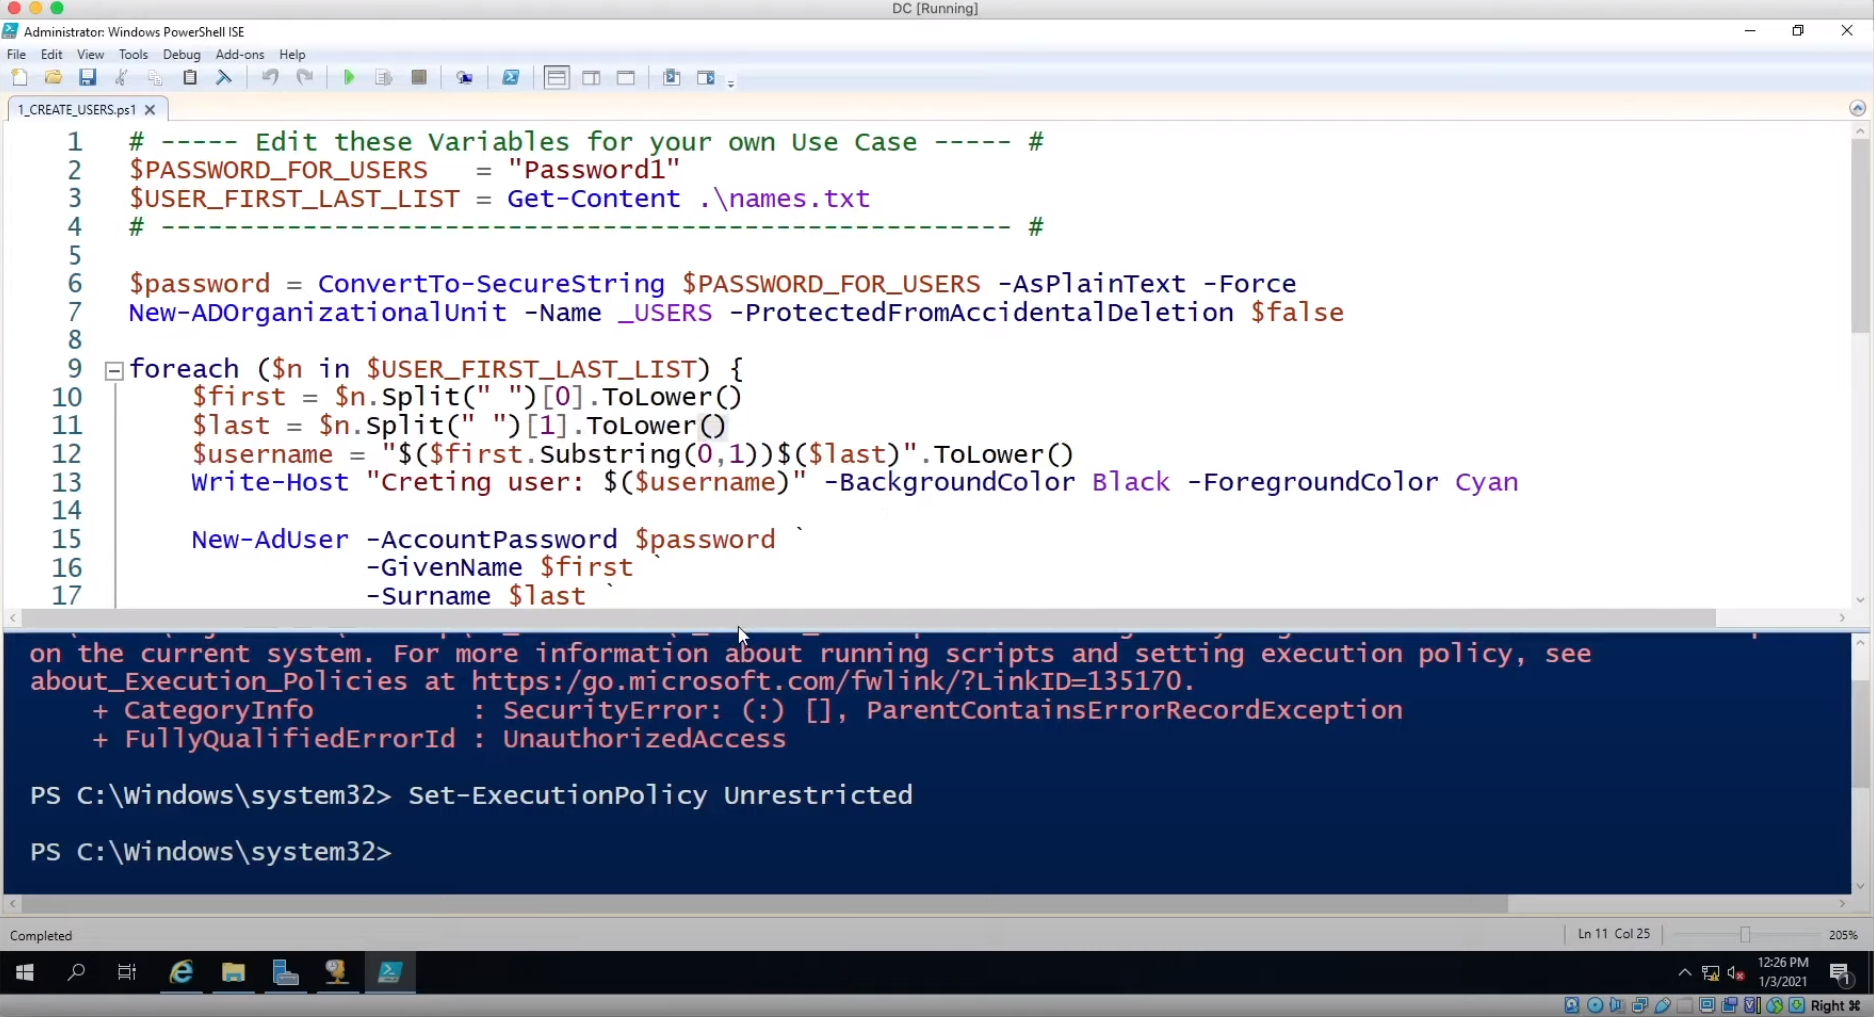 DC [Running]
Administrator: Windows PowerShell ISE
File Edit View Tools Debug Add-ons Help
1_CREATE_USERS.ps1
1 # ----- Edit these Variables for your own Use Case ----- #
2 $PASSWORD_FOR_USERS   = "Password1"
3 $USER_FIRST_LAST_LIST = Get-Content .\names.txt
4 # ------------------------------------------------------ #
5
6 $password = ConvertTo-SecureString $PASSWORD_FOR_USERS -AsPlainText -Force
7 New-ADOrganizationalUnit -Name _USERS -ProtectedFromAccidentalDeletion $false
8
9 foreach ($n in $USER_FIRST_LAST_LIST) {
10     $first = $n.Split(" ")[0].ToLower()
11     $last = $n.Split(" ")[1].ToLower()
12     $username = "$($first.Substring(0,1))$($last)".ToLower()
13     Write-Host "Creting user: $($username)" -BackgroundColor Black -ForegroundColor Cyan
14
15     New-AdUser -AccountPassword $password `
16                -GivenName $first `
17                -Surname $last `
on the current system. For more information about running scripts and setting execution policy, see
about_Execution_Policies at https:/go.microsoft.com/fwlink/?LinkID=135170.
    + CategoryInfo          : SecurityError: (:) [], ParentContainsErrorRecordException
    + FullyQualifiedErrorId : UnauthorizedAccess
PS C:\Windows\system32> Set-ExecutionPolicy Unrestricted
PS C:\Windows\system32>
Completed Ln 11 Col 25 205%
12:26 PM
1/3/2021
1
Right ⌘